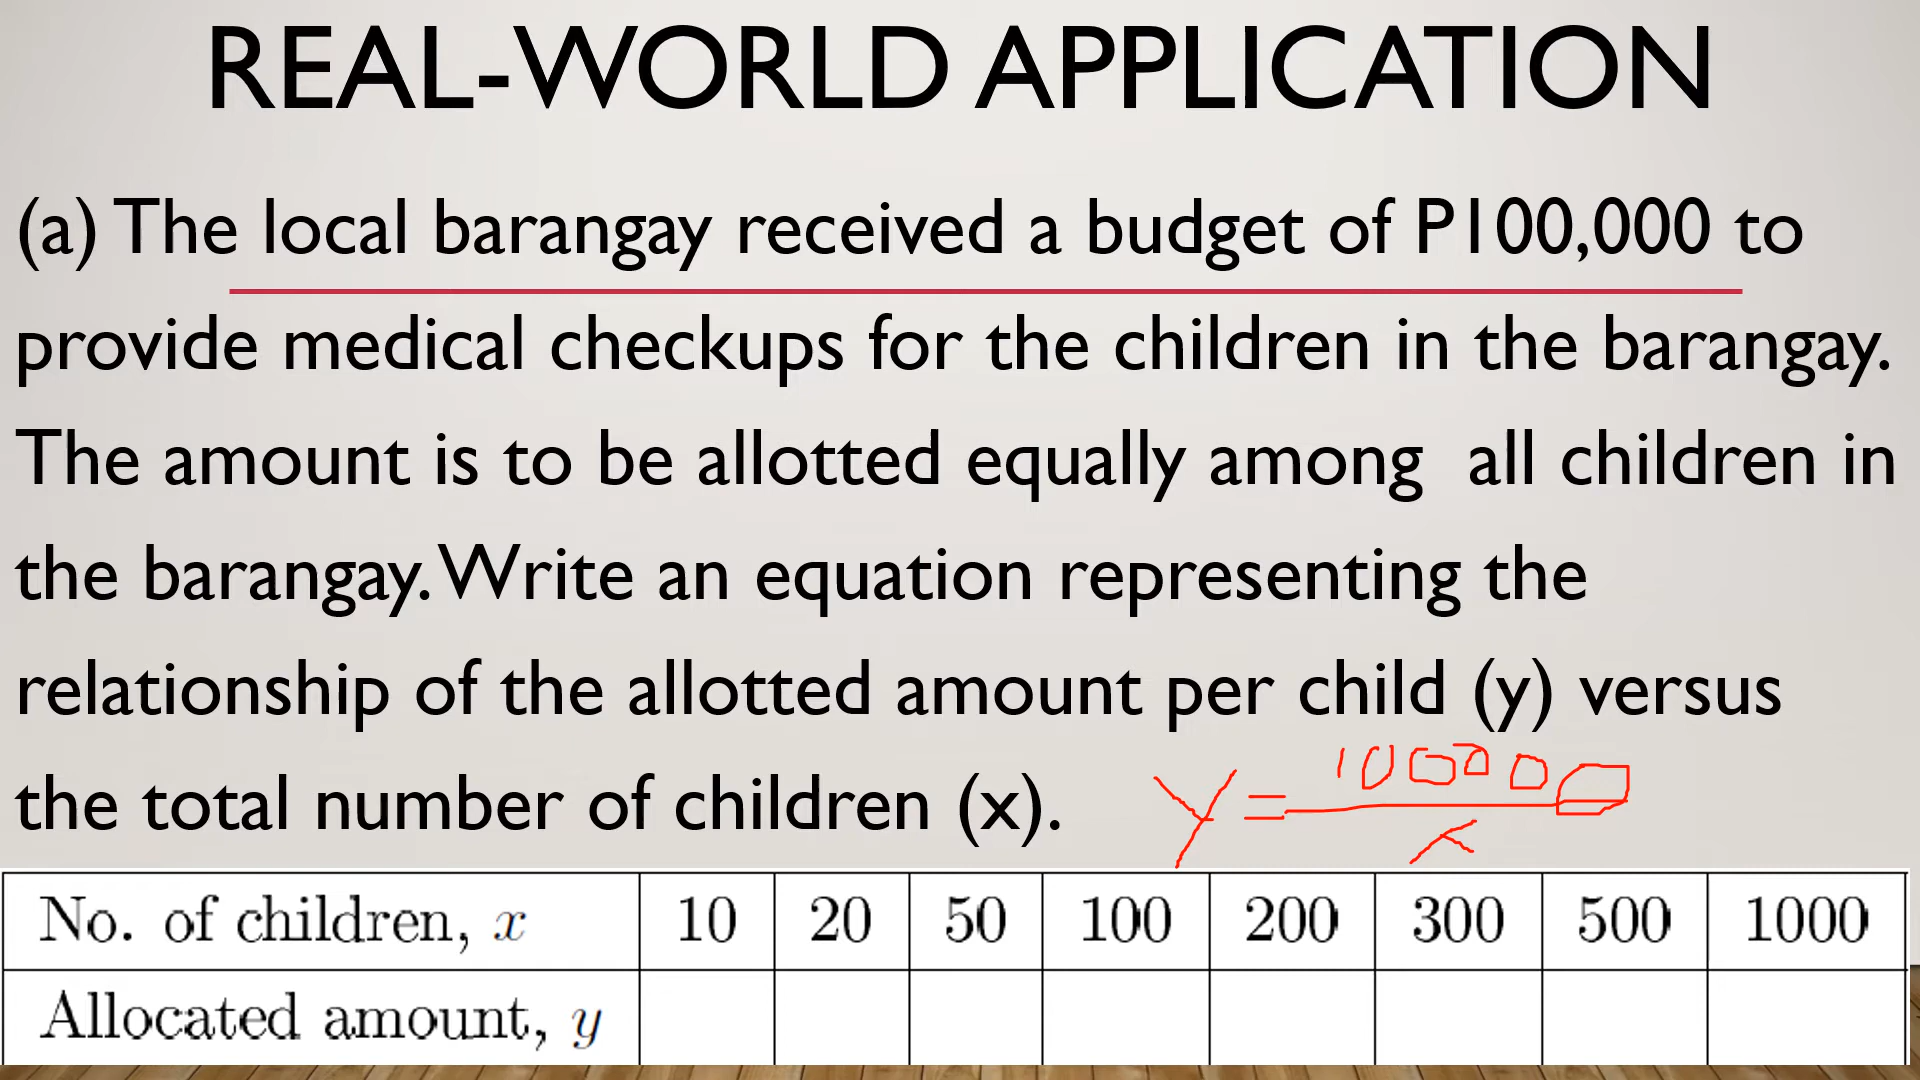 REAL-WORLD APPLICATION
(a) The local barangay received a budget of P100,000 to
provide medical checkups for the children in the barangay.
The amount is to be allotted equally among all children in
the barangay. Write an equation representing the
relationship of the allotted amount per child (y) versus
the total number of children (x).
y = 100000
x
No. of children, x 10 20 50 100 200 300 500 1000
Allocated amount, y